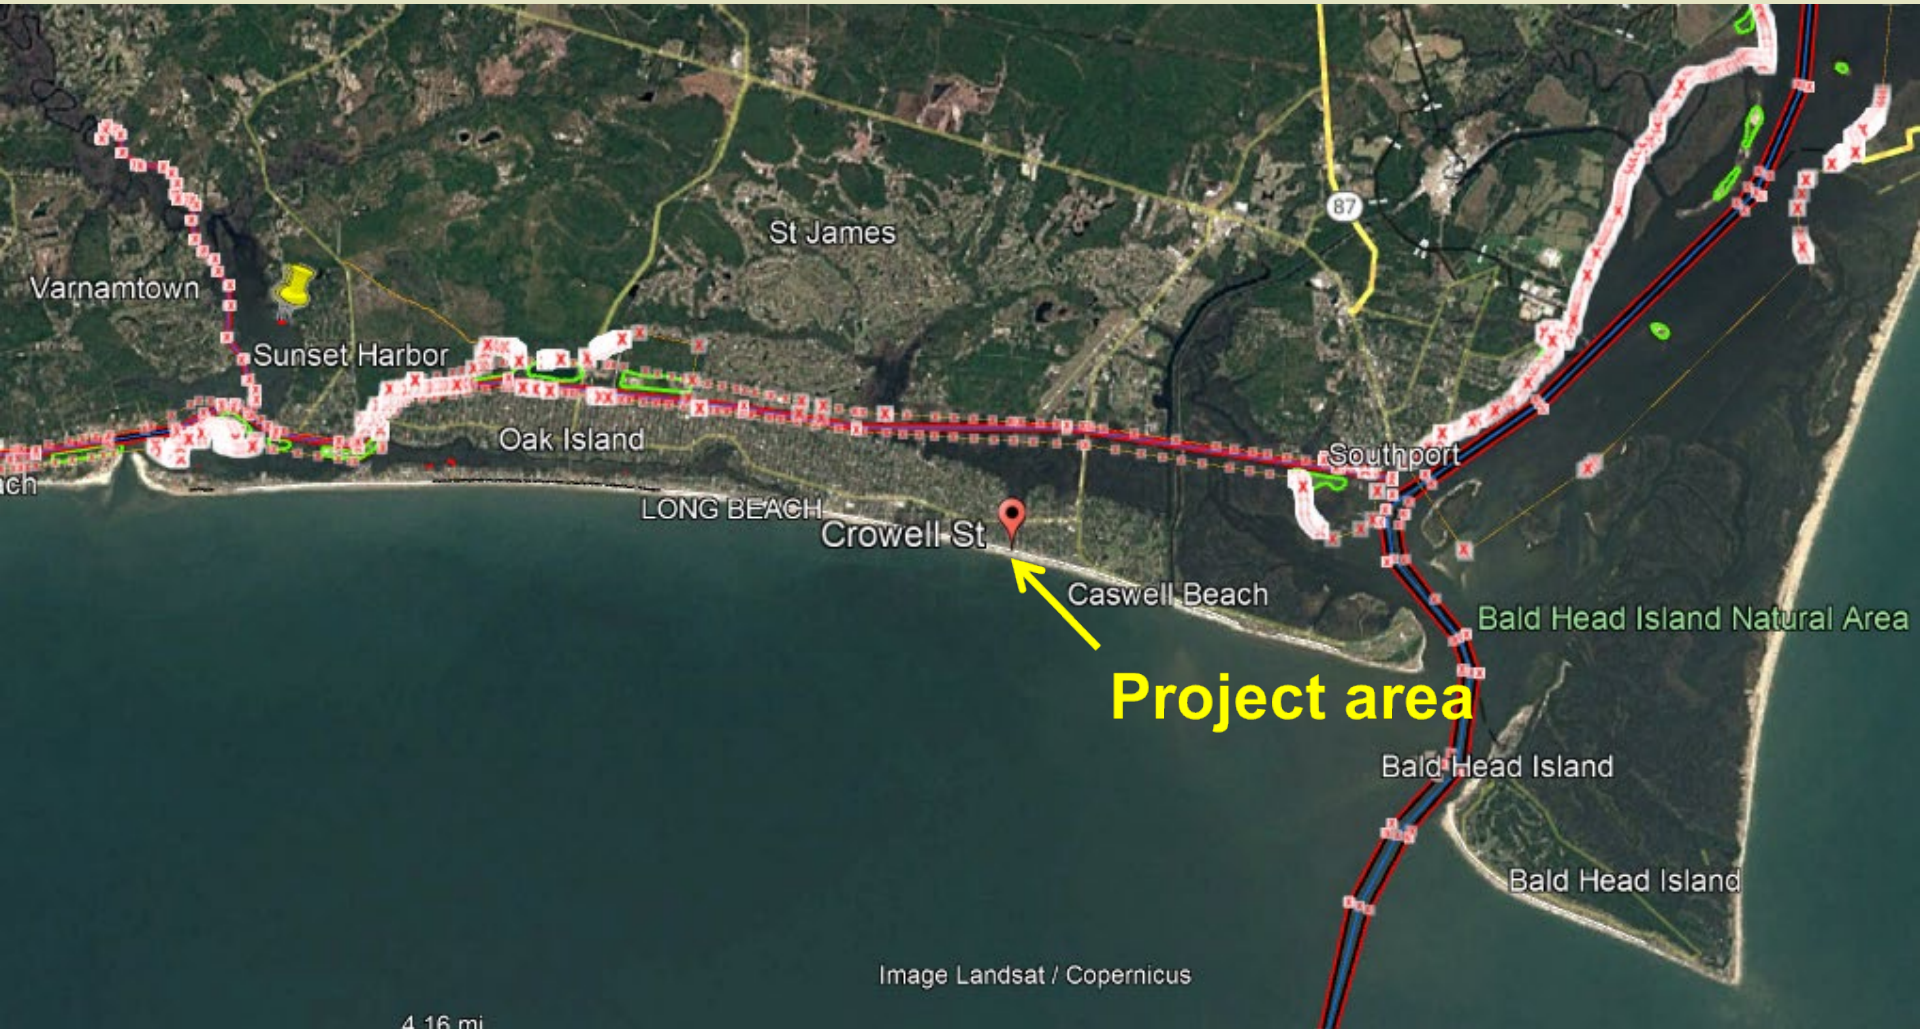 87
St James
Varnamtown
Sunset Harbor
Oak Island
Southport
ach
LONG BEACH
Crowell St
Caswell Beach
Bald Head Island Natural Area
Project area
Bald Head Island
Bald Head Island
Image Landsat / Copernicus
4.16 mi